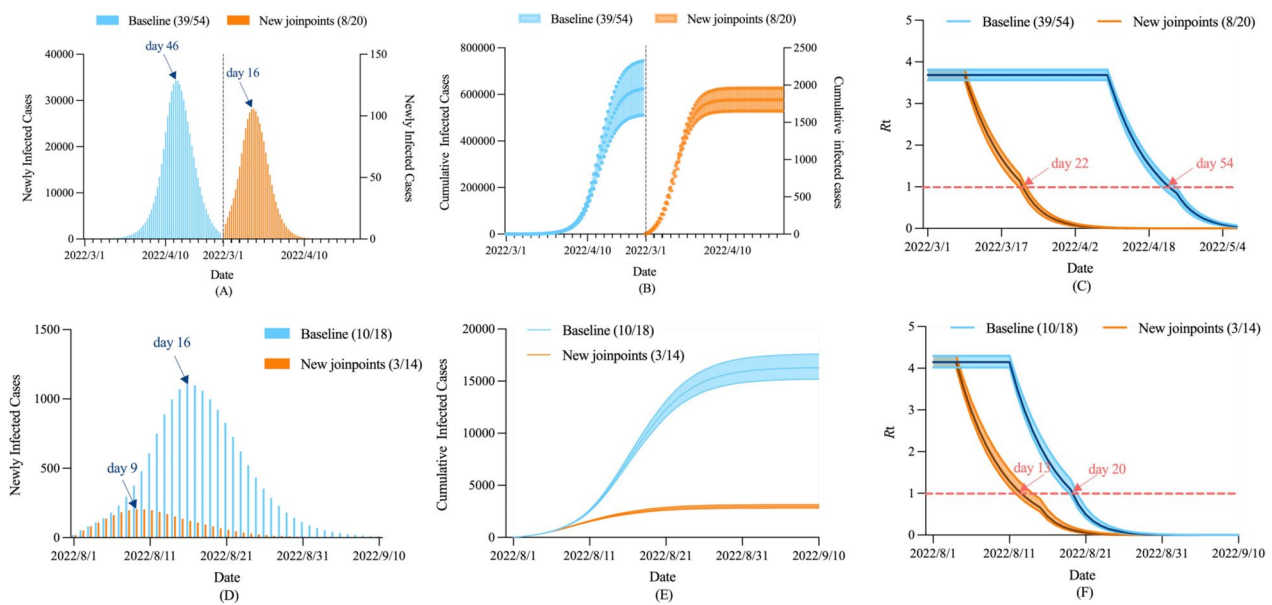 Baseline (39/54) New joinpoints (8/20)
day 46
day 16
40000
30000
20000
10000
0
Newly Infected Cases
150
100
50
0
Newly Infected Cases
2022/3/1 2022/4/10 2022/3/1 2022/4/10
Date
(A)
Baseline (39/54) New joinpoints (8/20)
800000
600000
400000
200000
0
Cumulative Infected Cases
2500
2000
1500
1000
500
0
Cumulative infected cases
2022/3/1 2022/4/10 2022/3/1 2022/4/10
Date
(B)
Baseline (39/54) New joinpoints (8/20)
5
4
3
2
1
0
Rt
day 22
day 54
2022/3/1 2022/3/17 2022/4/2 2022/4/18 2022/5/4
Date
(C)
Baseline (10/18)
New joinpoints (3/14)
day 16
day 9
1500
1000
500
0
Newly Infected Cases
2022/8/1 2022/8/11 2022/8/21 2022/8/31 2022/9/10
Date
(D)
Baseline (10/18)
New joinpoints (3/14)
20000
15000
10000
5000
0
Cumulative Infected Cases
2022/8/1 2022/8/11 2022/8/21 2022/8/31 2022/9/10
Date
(E)
Baseline (10/18) New joinpoints (3/14)
5
4
3
2
1
0
Rt
day 13
day 20
2022/8/1 2022/8/11 2022/8/21 2022/8/31 2022/9/10
Date
(F)